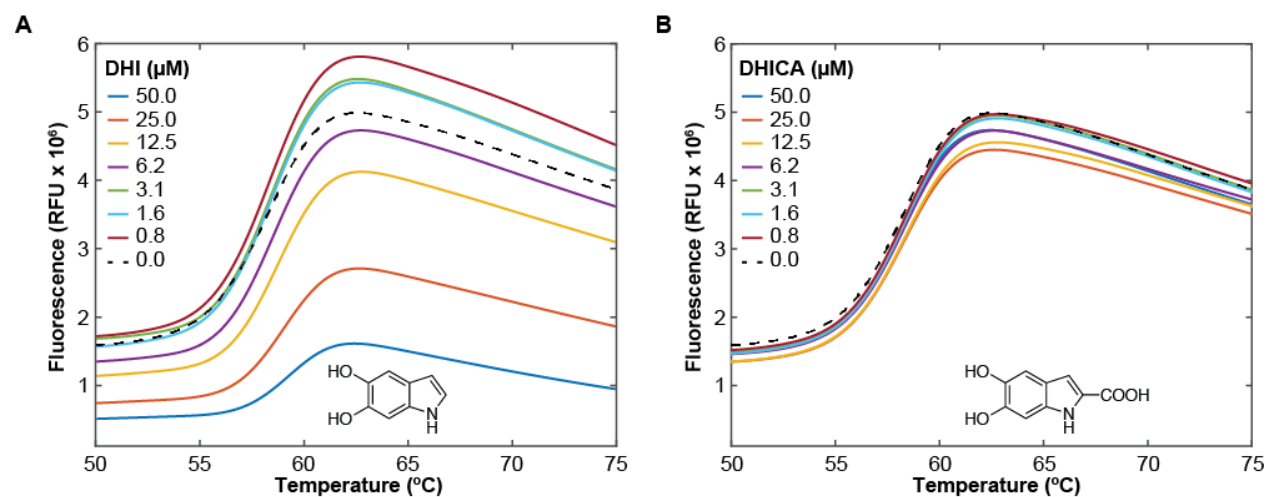 A
6
5
4
3
2
1
Fluorescence (RFU x 10⁶)
DHI (µM)
50.0
25.0
12.5
6.2
3.1
1.6
0.8
0.0
HO
HO
N
H
50 55 60 65 70 75
Temperature (ºC)
B
6
5
4
3
2
1
Fluorescence (RFU x 10⁶)
DHICA (µM)
50.0
25.0
12.5
6.2
3.1
1.6
0.8
0.0
HO
HO
N
H
COOH
50 55 60 65 70 75
Temperature (ºC)